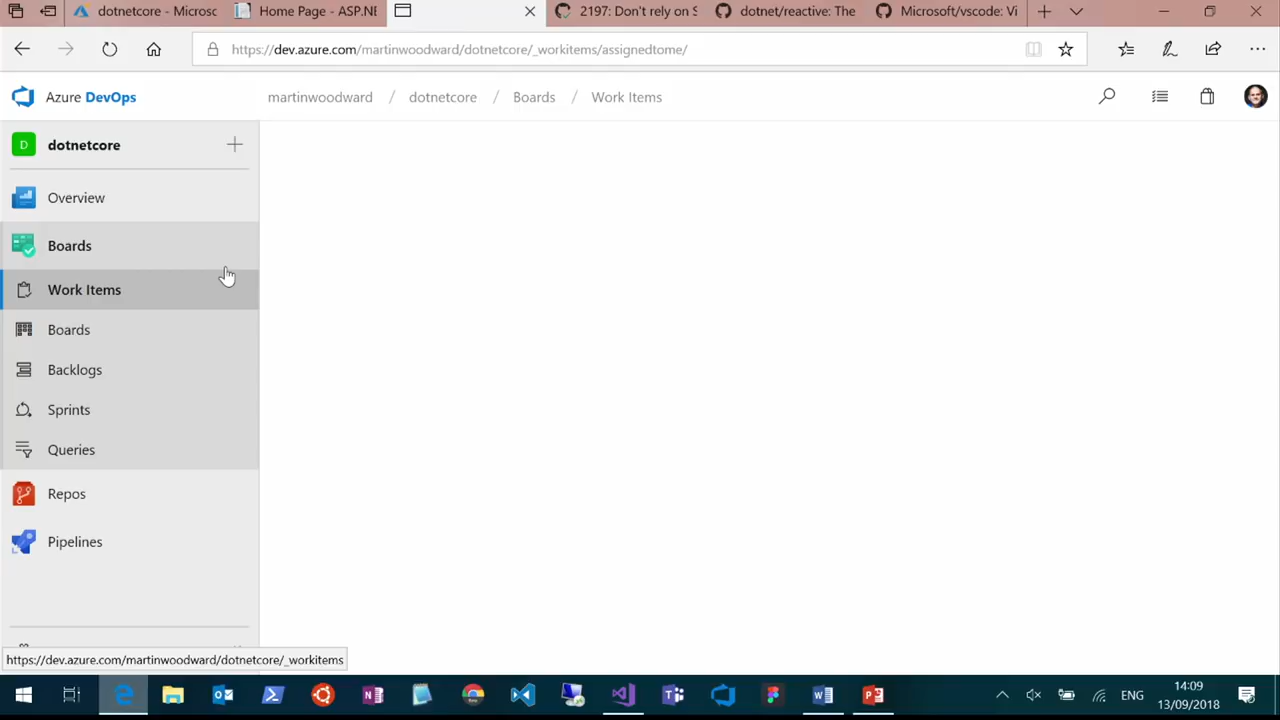 dotnetcore - Microsc
Home Page - ASP.NE
2197: Don't rely on S
dotnet/reactive: The
Microsoft/vscode: Vi
https://dev.azure.com/martinwoodward/dotnetcore/_workitems/assignedtome/
Azure DevOps
martinwoodward / dotnetcore / Boards / Work Items
D dotnetcore
Overview
Boards
Work Items
Boards
Backlogs
Sprints
Queries
Repos
Pipelines
https://dev.azure.com/martinwoodward/dotnetcore/_workitems
ENG
14:09
13/09/2018